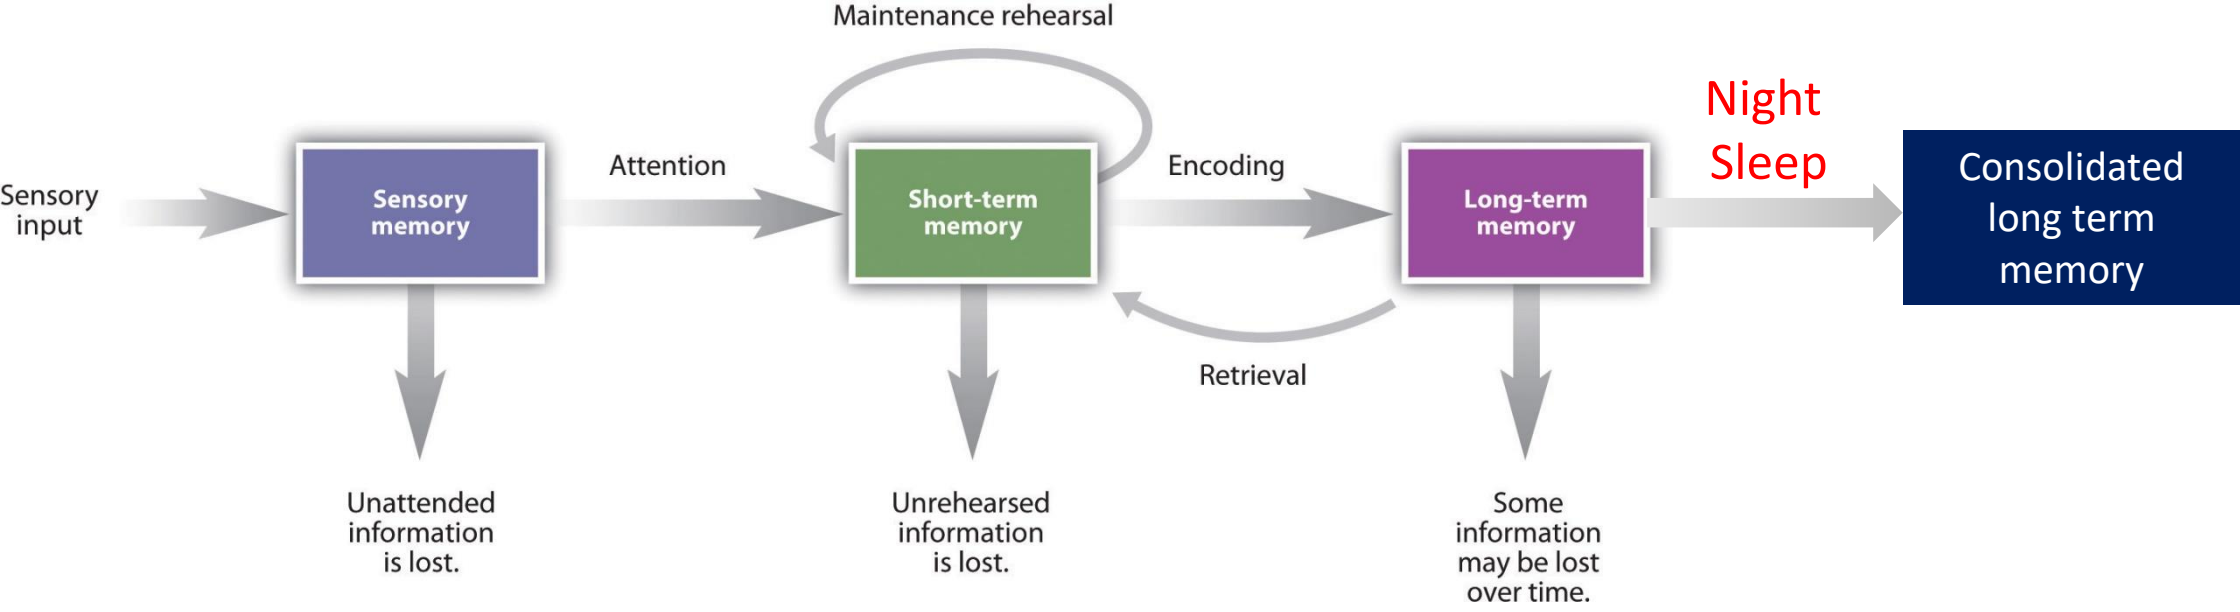 Maintenance rehearsal
Sensory
input
Sensory
memory
Attention
Short-term
memory
Encoding
Long-term
memory
Night
Sleep
Consolidated
long term
memory
Retrieval
Unattended
information
is lost.
Unrehearsed
information
is lost.
Some
information
may be lost
over time.